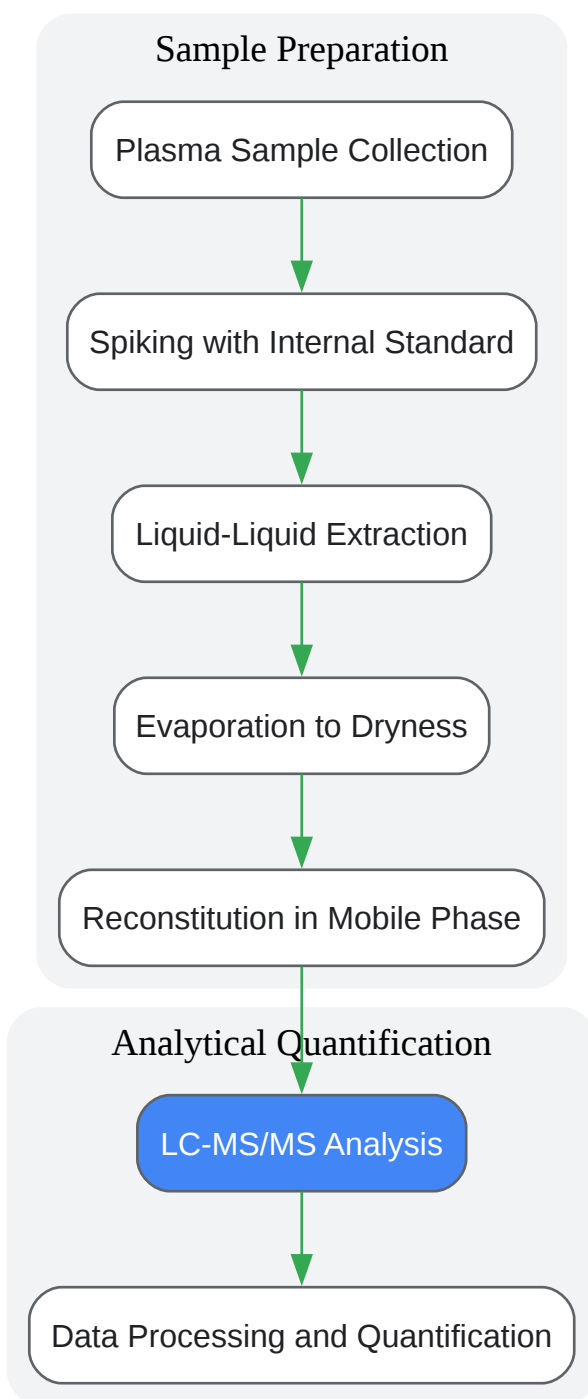 Sample Preparation
Plasma Sample Collection
Spiking with Internal Standard
Liquid-Liquid Extraction
Evaporation to Dryness
Reconstitution in Mobile Phase
Analytical Quantification
LC-MS/MS Analysis
Data Processing and Quantification